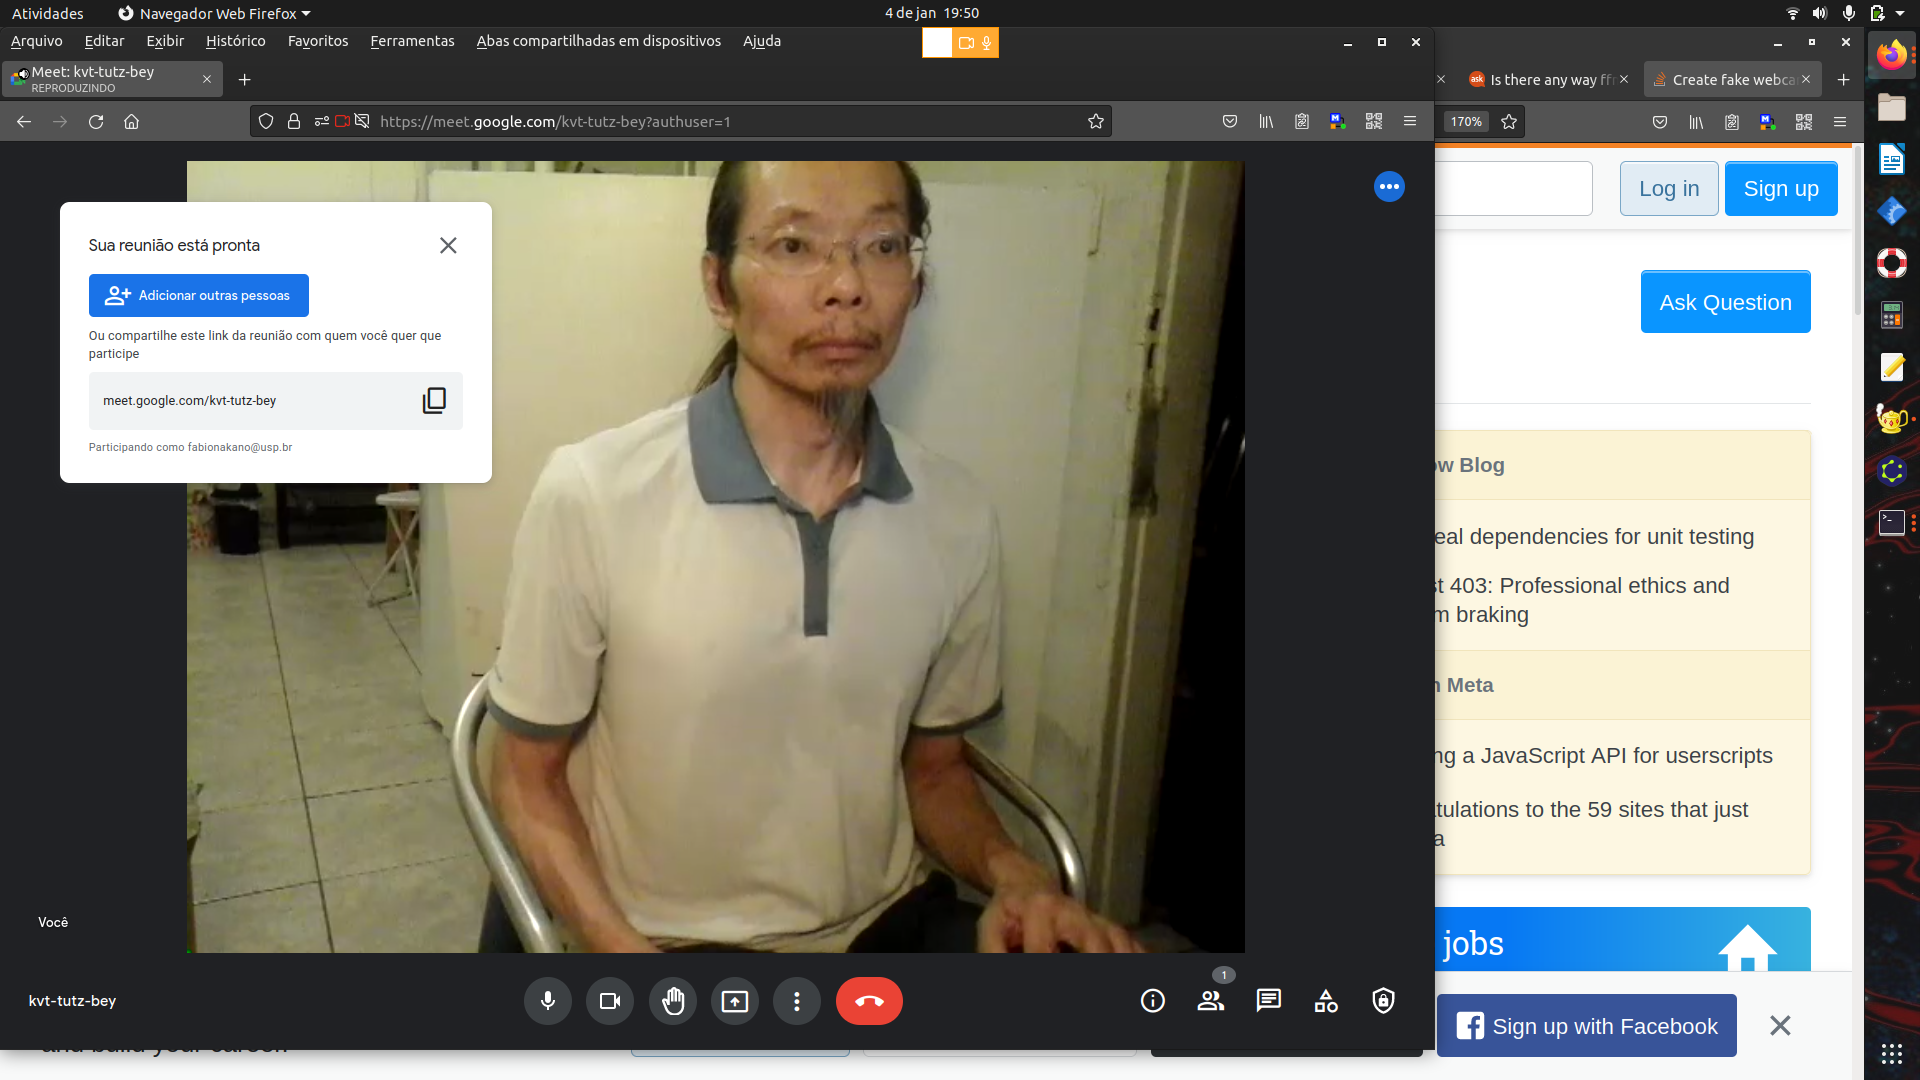 Atividades
Navegador Web Firefox
4 de jan 19:50
Arquivo Editar Exibir Histórico Favoritos Ferramentas Abas compartilhadas em dispositivos Ajuda
Meet: kvt-tutz-bey
REPRODUZINDO
Is there any way ffr
Create fake webca
https://meet.google.com/kvt-tutz-bey?authuser=1
170%
Log in
Sign up
Sua reunião está pronta
Adicionar outras pessoas
Ou compartilhe este link da reunião com quem você quer que
participe
meet.google.com/kvt-tutz-bey
Participando como fabionakano@usp.br
Ask Question
ow Blog
eal dependencies for unit testing
st 403: Professional ethics and
m braking
n Meta
ng a JavaScript API for userscripts
tulations to the 59 sites that just
a
jobs
Você
kvt-tutz-bey
1
Sign up with Facebook